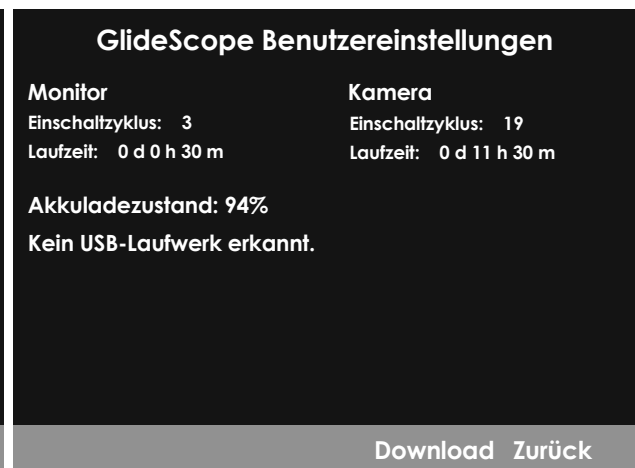 GlideScope Benutzereinstellungen
Monitor
Einschaltzyklus: 3
Laufzeit: 0 d 0 h 30 m
Kamera
Einschaltzyklus: 19
Laufzeit: 0 d 11 h 30 m
Akkuladezustand: 94%
Kein USB-Laufwerk erkannt.
Download Zurück